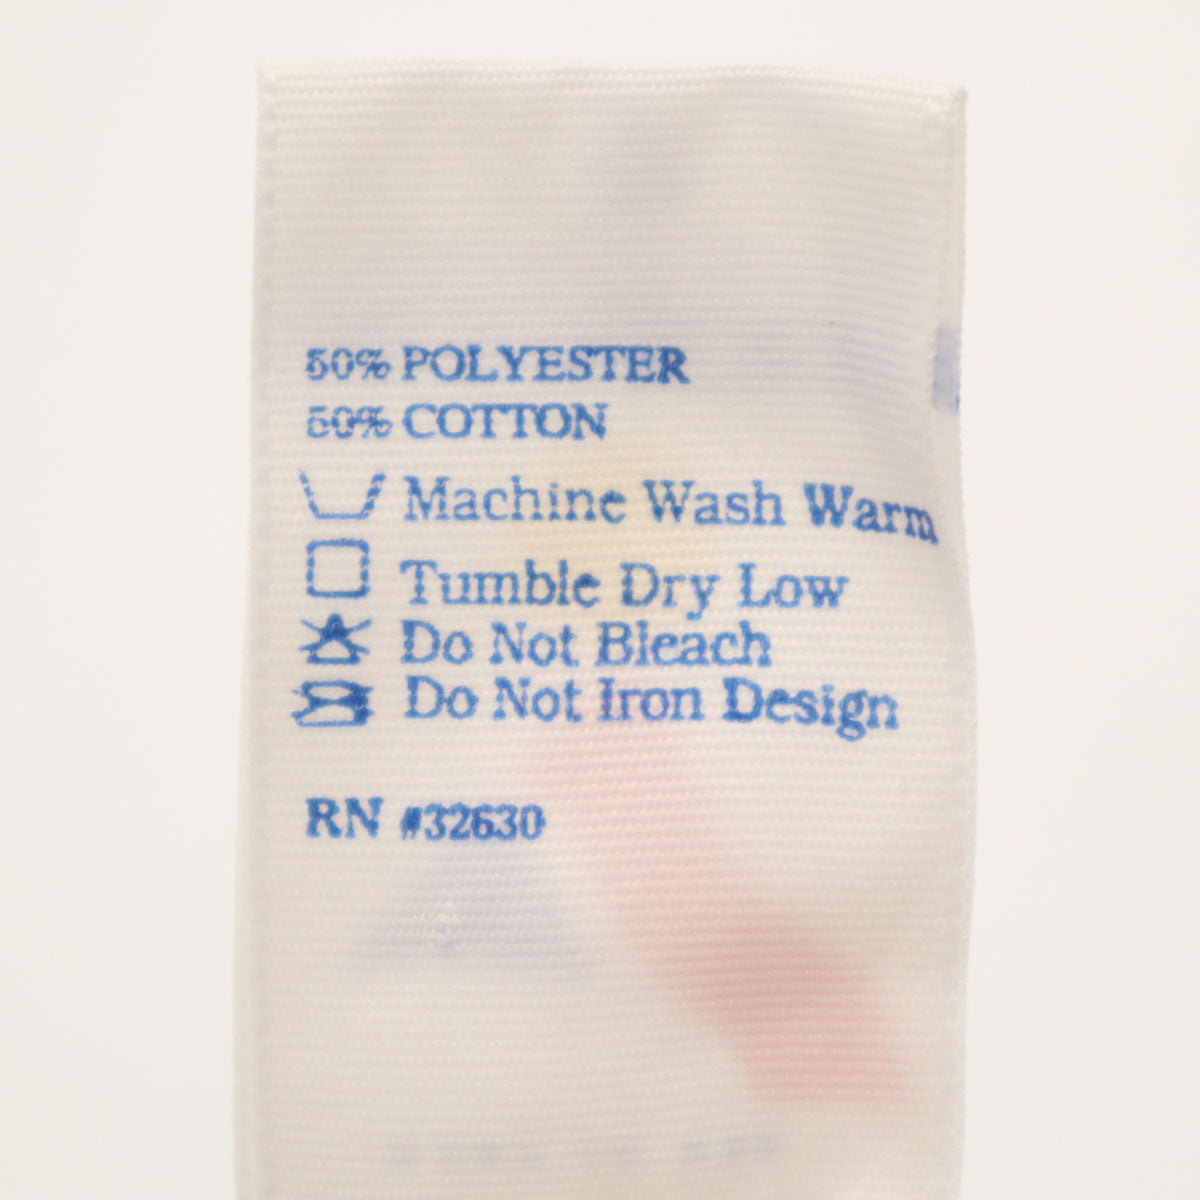 50% POLYESTER
50% COTTON
Machine Wash Warm
Tumble Dry Low
Do Not Bleach
Do Not Iron Design
RN #32630